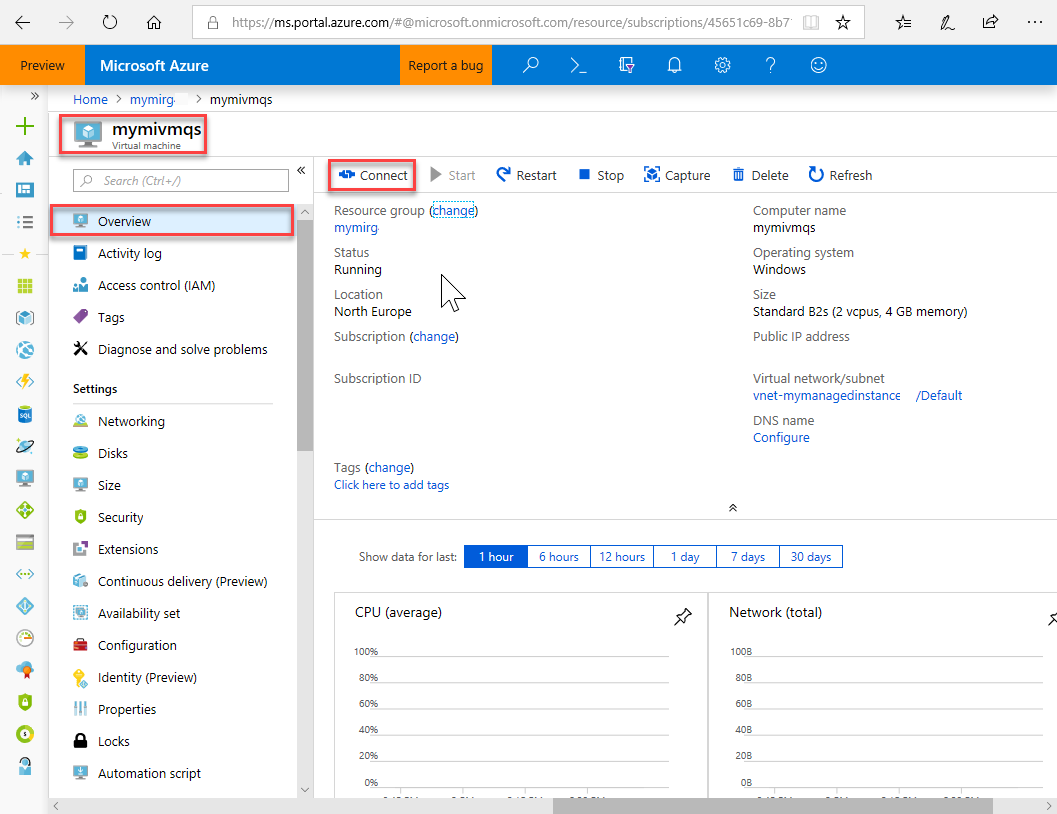 https://ms.portal.azure.com/#@microsoft.onmicrosoft.com/resource/subscriptions/45651c69-8b7
Preview
Microsoft Azure
Report a bug
Home > mymirg > mymivmqs
mymivmqs
Virtual machine
Search (Ctrl+/)
Overview
Activity log
Access control (IAM)
Tags
Diagnose and solve problems
Settings
Networking
Disks
Size
Security
Extensions
Continuous delivery (Preview)
Availability set
Configuration
Identity (Preview)
Properties
Locks
Automation script
Connect
Start
Restart
Stop
Capture
Delete
Refresh
Resource group (change)
mymirg
Status
Running
Location
North Europe
Subscription (change)
Subscription ID
Computer name
mymivmqs
Operating system
Windows
Size
Standard B2s (2 vcpus, 4 GB memory)
Public IP address
Virtual network/subnet
vnet-mymanagedinstance /Default
DNS name
Configure
Tags (change)
Click here to add tags
Show data for last:
1 hour
6 hours
12 hours
1 day
7 days
30 days
CPU (average)
100%
80%
60%
40%
20%
0%
Network (total)
100B
80B
60B
40B
20B
0B